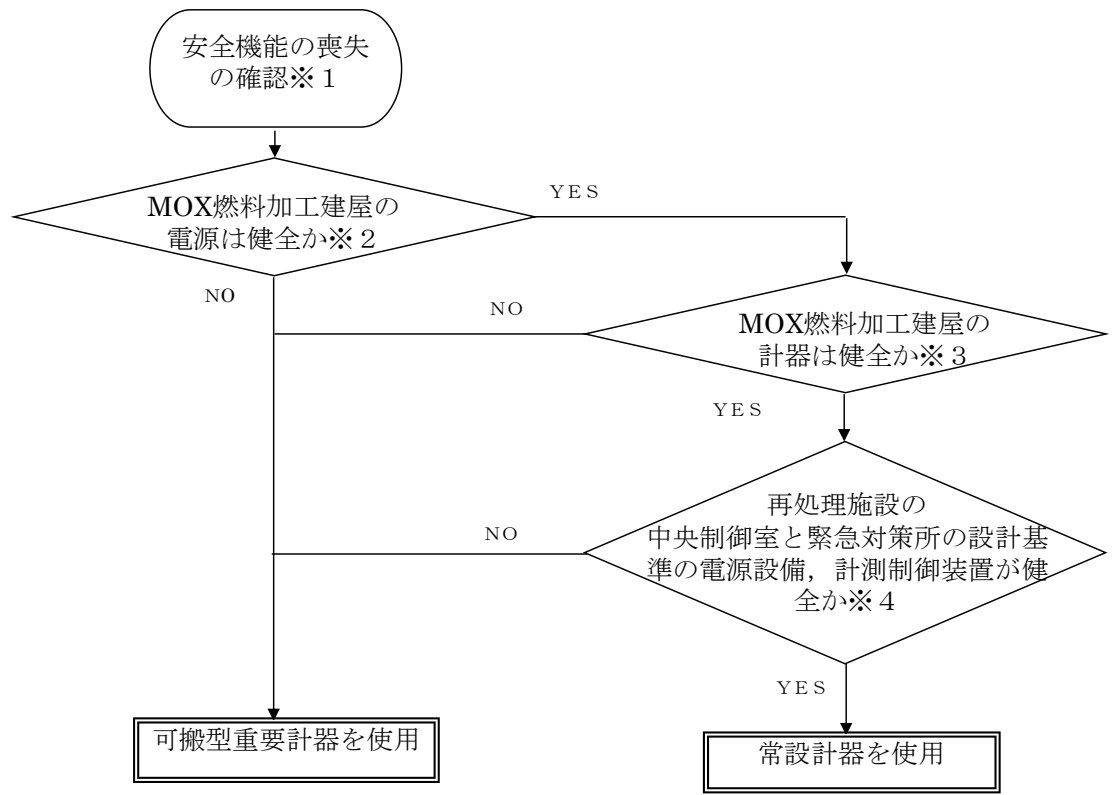 安全機能の喪失
の確認※１
MOX燃料加工建屋の
電源は健全か※２
YES
NO
MOX燃料加工建屋の
計器は健全か※３
NO
YES
再処理施設の
中央制御室と緊急対策所の設計基
準の電源設備，計測制御装置が健
全か※４
NO
YES
可搬型重要計器を使用
常設計器を使用